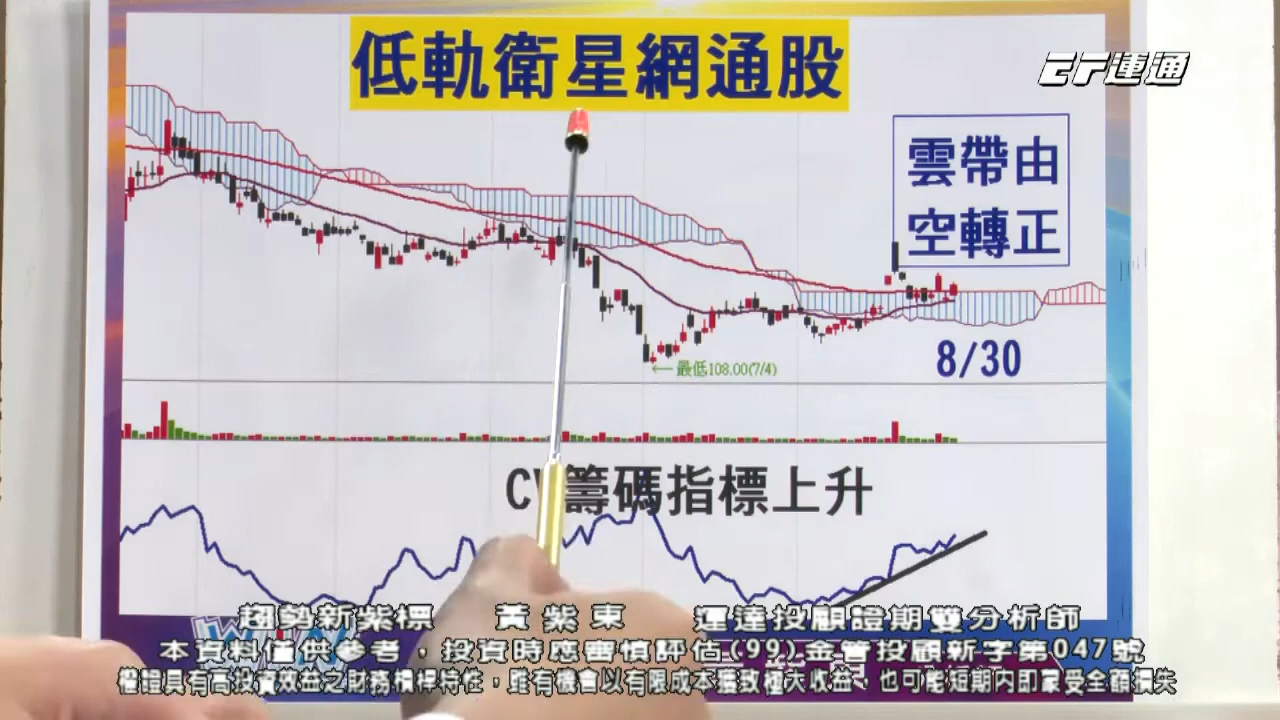 低軌衛星網通股
EF運通
雲帶由
空轉正
←最低108.00(7/4)
8/30
CV籌碼指標上升
趨勢新紫標 黃紫東 運達投顧證期雙分析師
本資料僅供參考，投資時應審慎評估(99)金管投顧新字第047號
權證具有高投資效益之財務槓桿特性，雖有機會以有限成本獲致極大收益、也可能短期內即蒙受全額損失